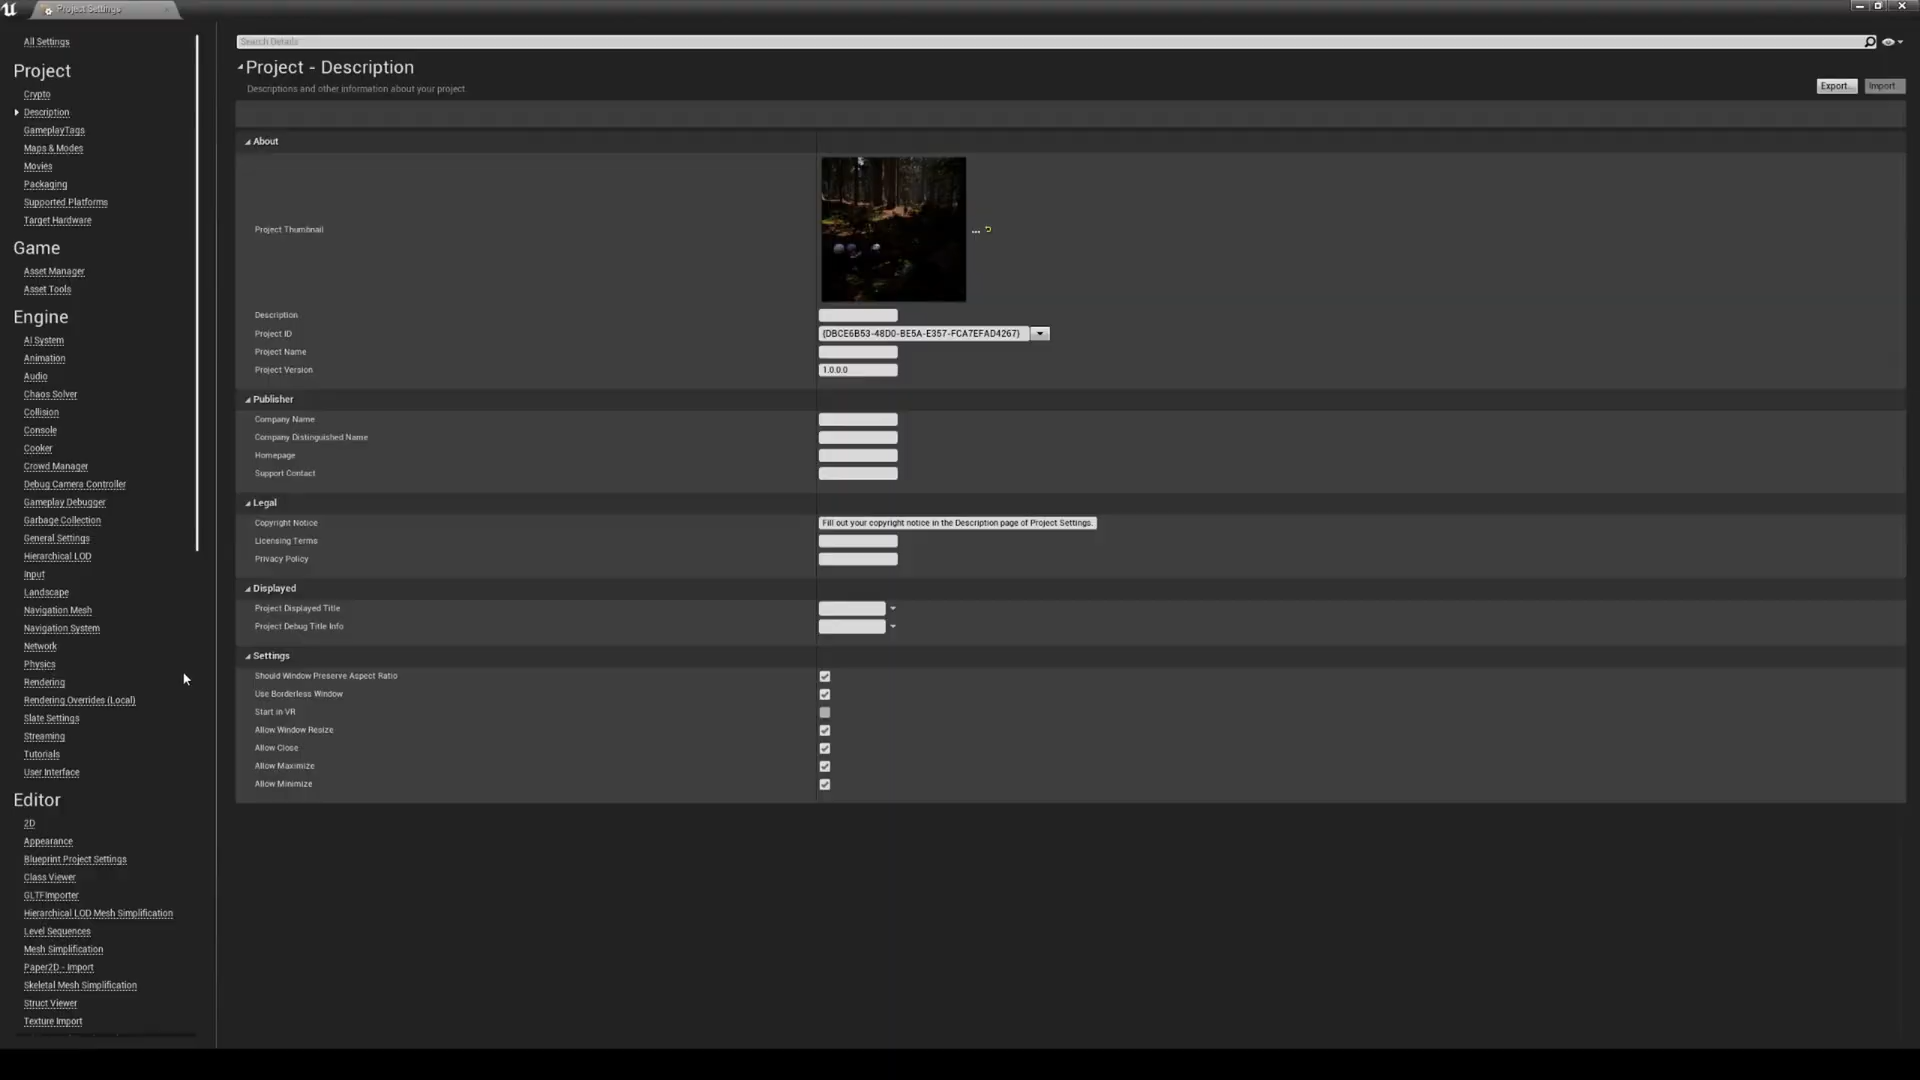 Project Settings
All Settings
Project
Crypto
Description
GameplayTags
Maps & Modes
Movies
Packaging
Supported Platforms
Target Hardware
Game
Asset Manager
Asset Tools
Engine
AI System
Animation
Audio
Chaos Solver
Collision
Console
Cooker
Crowd Manager
Debug Camera Controller
Gameplay Debugger
Garbage Collection
General Settings
Hierarchical LOD
Input
Landscape
Navigation Mesh
Navigation System
Network
Physics
Rendering
Rendering Overrides (Local)
Slate Settings
Streaming
Tutorials
User Interface
Editor
2D
Appearance
Blueprint Project Settings
Class Viewer
GLTFImporter
Hierarchical LOD Mesh Simplification
Level Sequences
Mesh Simplification
Paper2D - Import
Skeletal Mesh Simplification
Struct Viewer
Texture Import
Search Details
Project - Description
Descriptions and other information about your project
Export...
Import...
About
Project Thumbnail
...
Description
Project ID
{DBCE6B53-48D0-BE5A-E357-FCA7EFAD4267}
Project Name
Project Version
1.0.0.0
Publisher
Company Name
Company Distinguished Name
Homepage
Support Contact
Legal
Copyright Notice
Fill out your copyright notice in the Description page of Project Settings.
Licensing Terms
Privacy Policy
Displayed
Project Displayed Title
Project Debug Title Info
Settings
Should Window Preserve Aspect Ratio
Use Borderless Window
Start in VR
Allow Window Resize
Allow Close
Allow Maximize
Allow Minimize